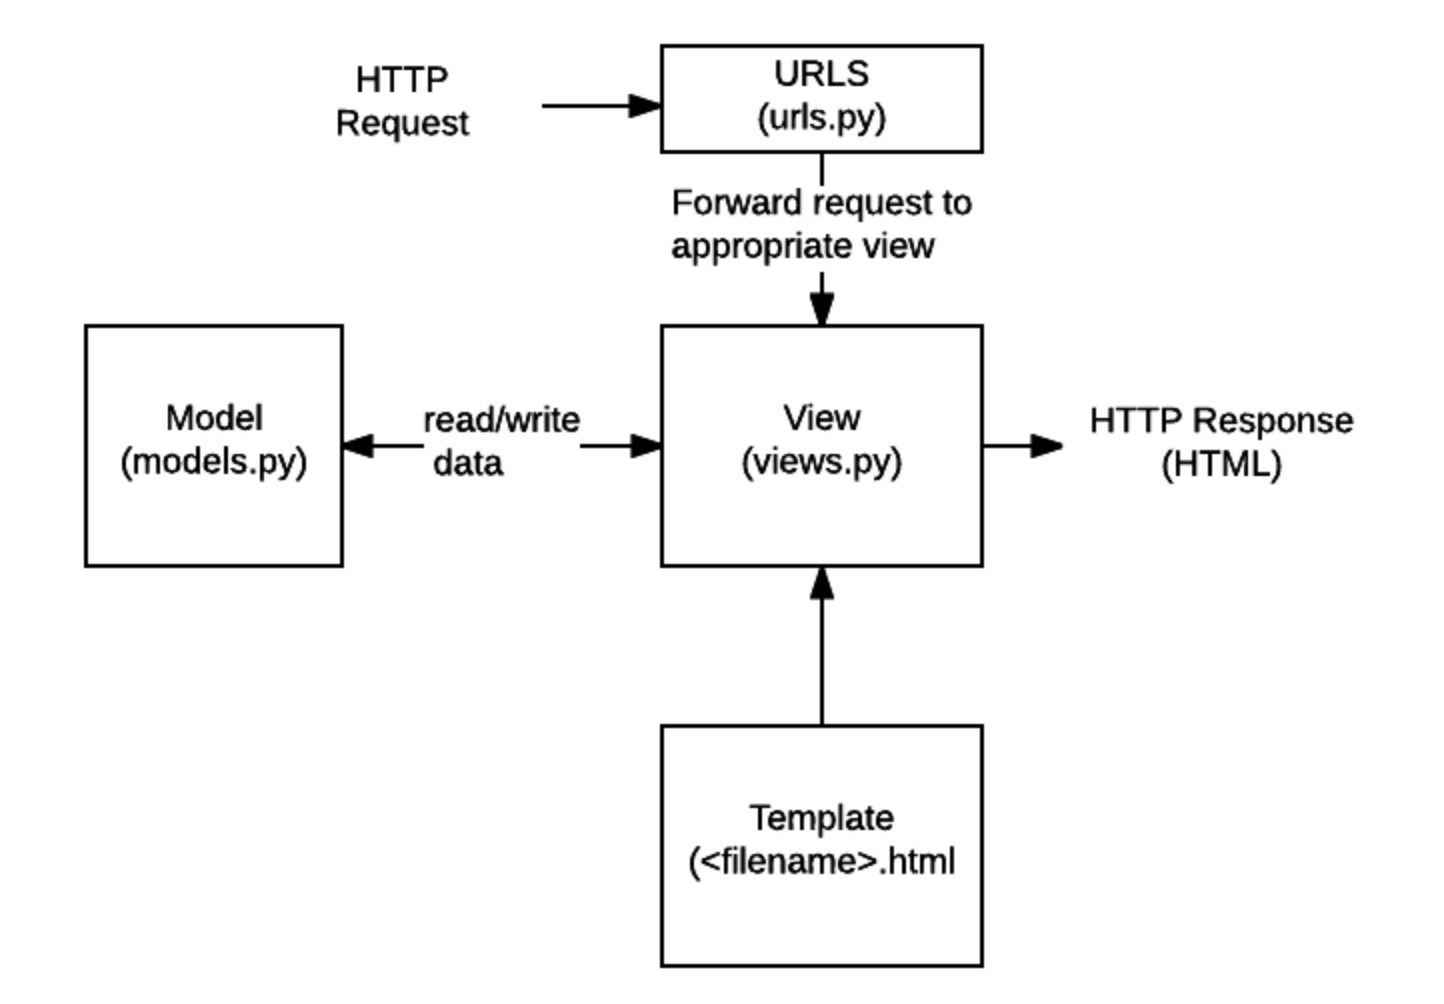 HTTP
Request
URLS
(urls.py)
Forward request to
appropriate view
Model
(models.py)
read/write
data
View
(views.py)
HTTP Response
(HTML)
Template
(<filename>.html